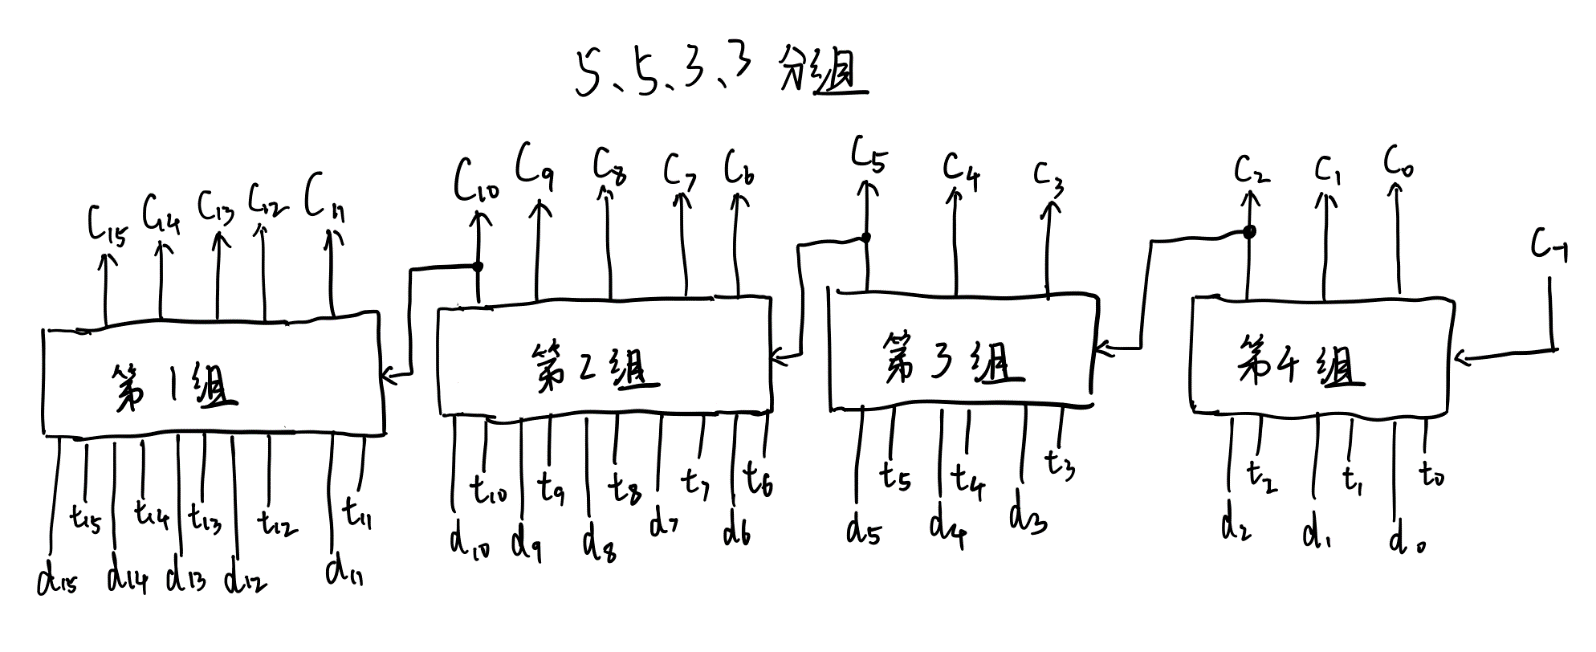 5、5、3、3 分组
C15 C14 C13 C12 C11 C10 C9 C8 C7 C6 C5 C4 C3 C2 C1 C0 C-1
第1组 第2组 第3组 第4组
t15 t14 t13 t12 t11 t10 t9 t8 t7 t6 t5 t4 t3 t2 t1 t0
d15 d14 d13 d12 d11 d10 d9 d8 d7 d6 d5 d4 d3 d2 d1 d0